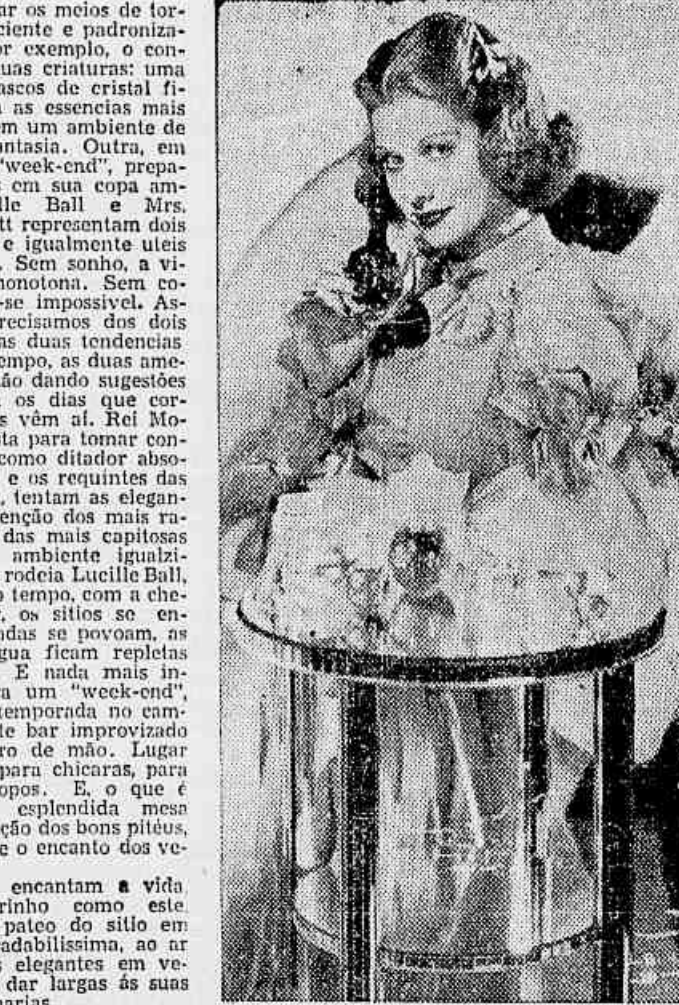 ar os meios de tor-
ciente e padroniza-
or exemplo, o con-
uas criaturas: uma
ascos de cristal fi-
as essencias mais
em um ambiente de
antasia. Outra, em
"week-end", prepa-
em sua copa am-
lle Ball e Mrs.
tt representam dois
e igualmente uteis
. Sem sonho, a vi-
monotona. Sem co-
-se impossivel. As-
recisamos dos dois
as duas tendencias
empo, as duas ame-
ão dando sugestões
os dias que cor-
s vêm aí. Rei Mo-
sta para tomar con-
como ditador abso-
e os requintes das
, tentam as elegan-
enção dos mais ra-
das mais capitosas
ambiente igualzi-
rodeia Lucille Ball,
o tempo, com a che-
, os sitios se en-
ndas se povoam, as
gua ficam repletas
E nada mais in-
ra um "week-end",
temporada no cam-
le bar improvizado
ro de mão. Lugar
para chicaras, para
opos. E, o que é
esplendida mesa
ção dos bons pitéus,
e o encanto dos ve-
encantam a vida
rinho como este,
pateo do sitio em
adabilissima, ao ar
s elegantes em ve-
dar largas ás suas
narias.